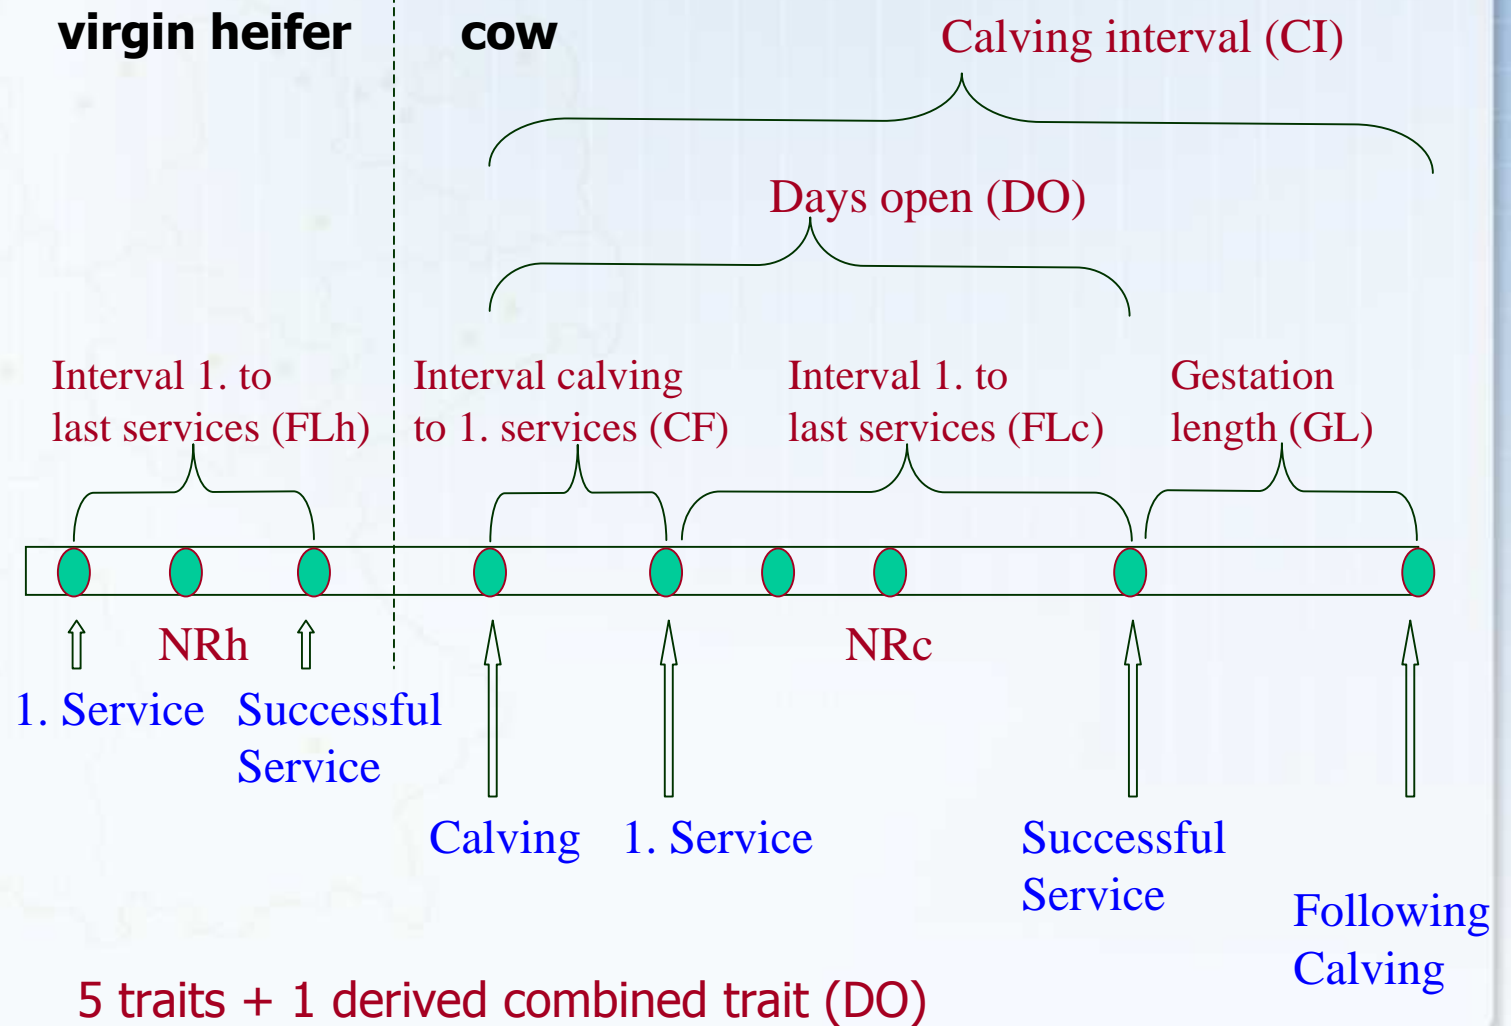 virgin heifer
cow
Calving interval (CI)
Days open (DO)
Interval 1. to
last services (FLh)
Interval calving
to 1. services (CF)
Interval 1. to
last services (FLc)
Gestation
length (GL)
NRh
NRc
1. Service
Successful
Service
Calving
1. Service
Successful
Service
Following
Calving
5 traits + 1 derived combined trait (DO)